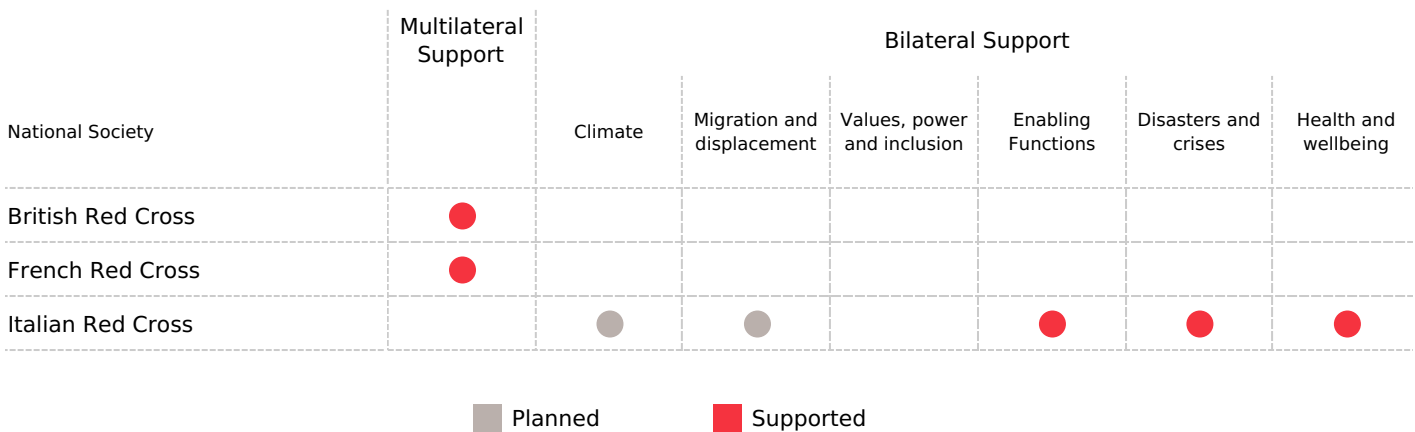 Multilateral
Support
Bilateral Support
National Society
Climate
Migration and
displacement
Values, power
and inclusion
Enabling
Functions
Disasters and
crises
Health and
wellbeing
British Red Cross
French Red Cross
Italian Red Cross
Planned
Supported